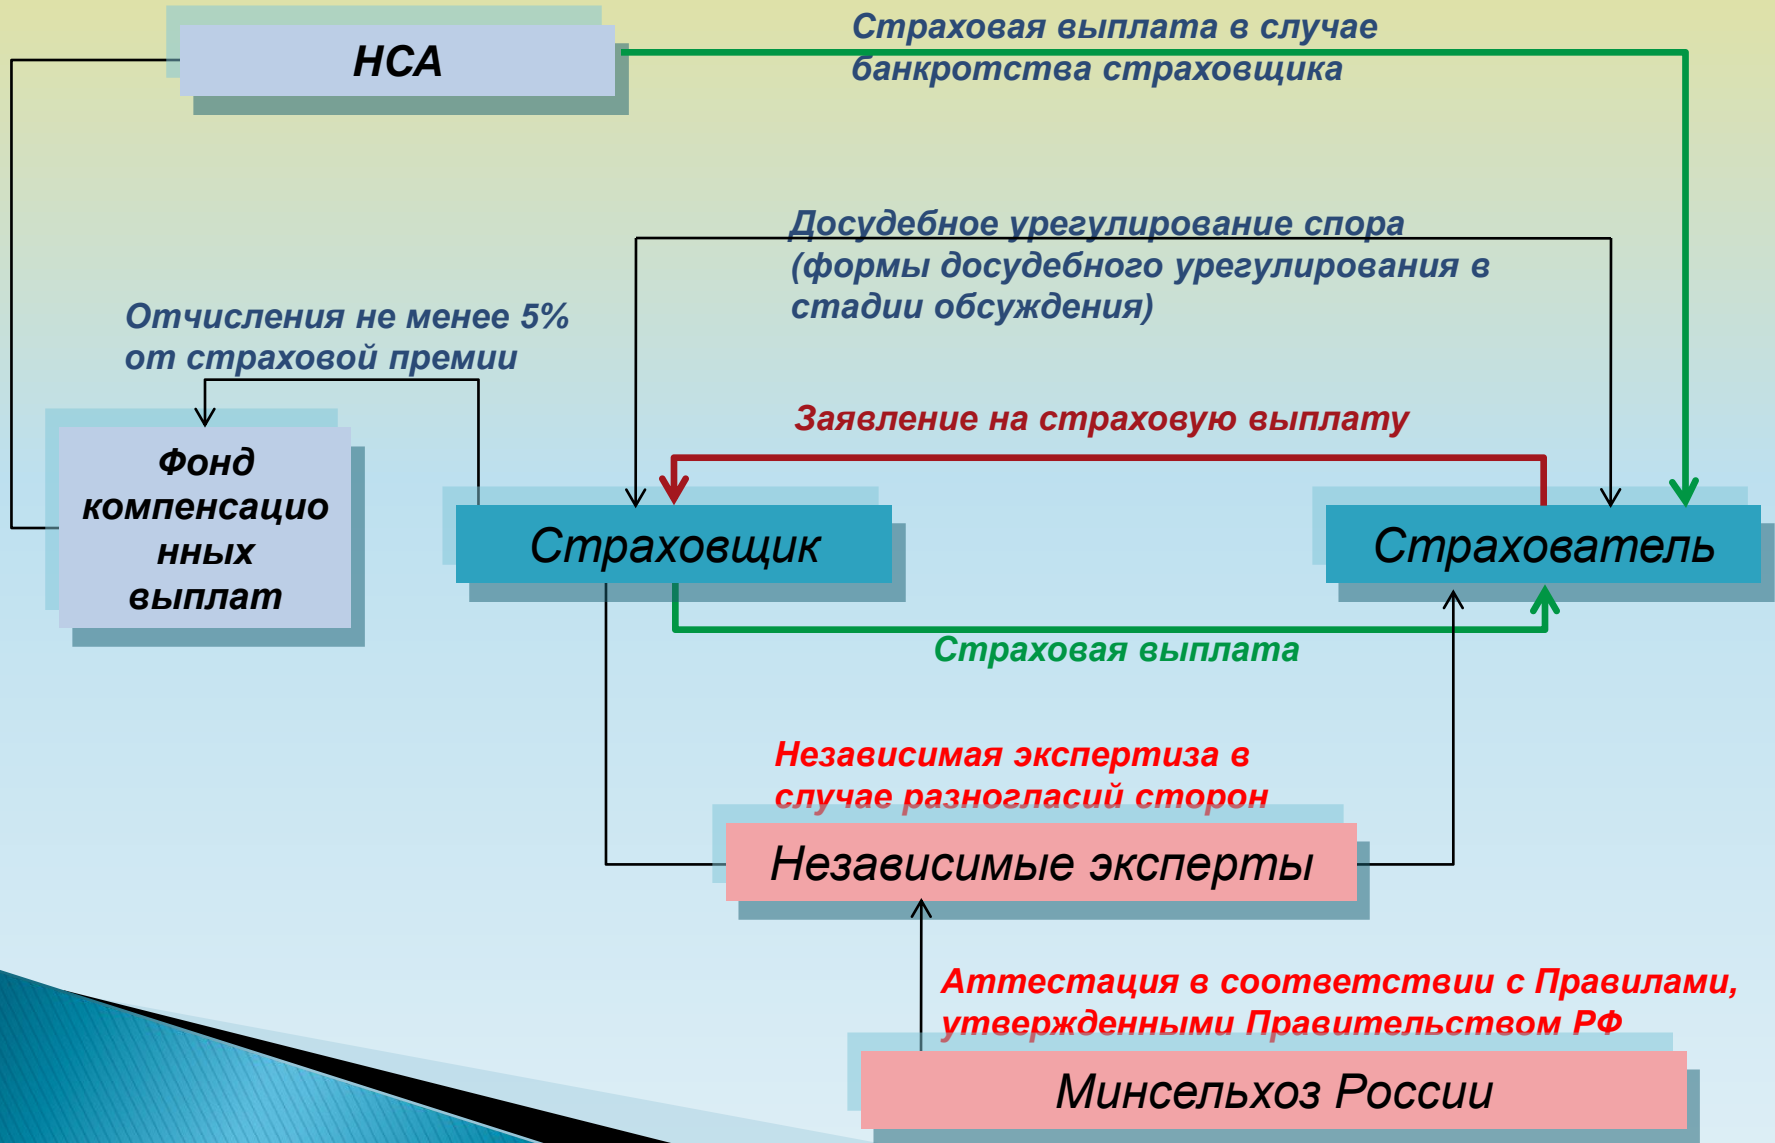 НСА
Страховая выплата в случае
банкротства страховщика
Досудебное урегулирование спора
(формы досудебного урегулирования в
стадии обсуждения)
Отчисления не менее 5%
от страховой премии
Заявление на страховую выплату
Фонд
компенсацио
нных
выплат
Страховщик
Страхователь
Страховая выплата
Независимая экспертиза в
случае разногласий сторон
Независимые эксперты
Аттестация в соответствии с Правилами,
утвержденными Правительством РФ
Минсельхоз России